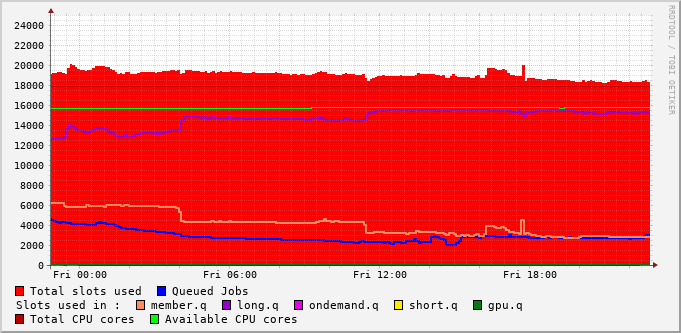 RRDTOOL / TOBI OETIKER
24000
22000
20000
18000
16000
14000
12000
10000
8000
6000
4000
2000
0
Fri 00:00 Fri 06:00 Fri 12:00 Fri 18:00
Total slots used Queued Jobs
Slots used in : member.q long.q ondemand.q short.q gpu.q
Total CPU cores Available CPU cores